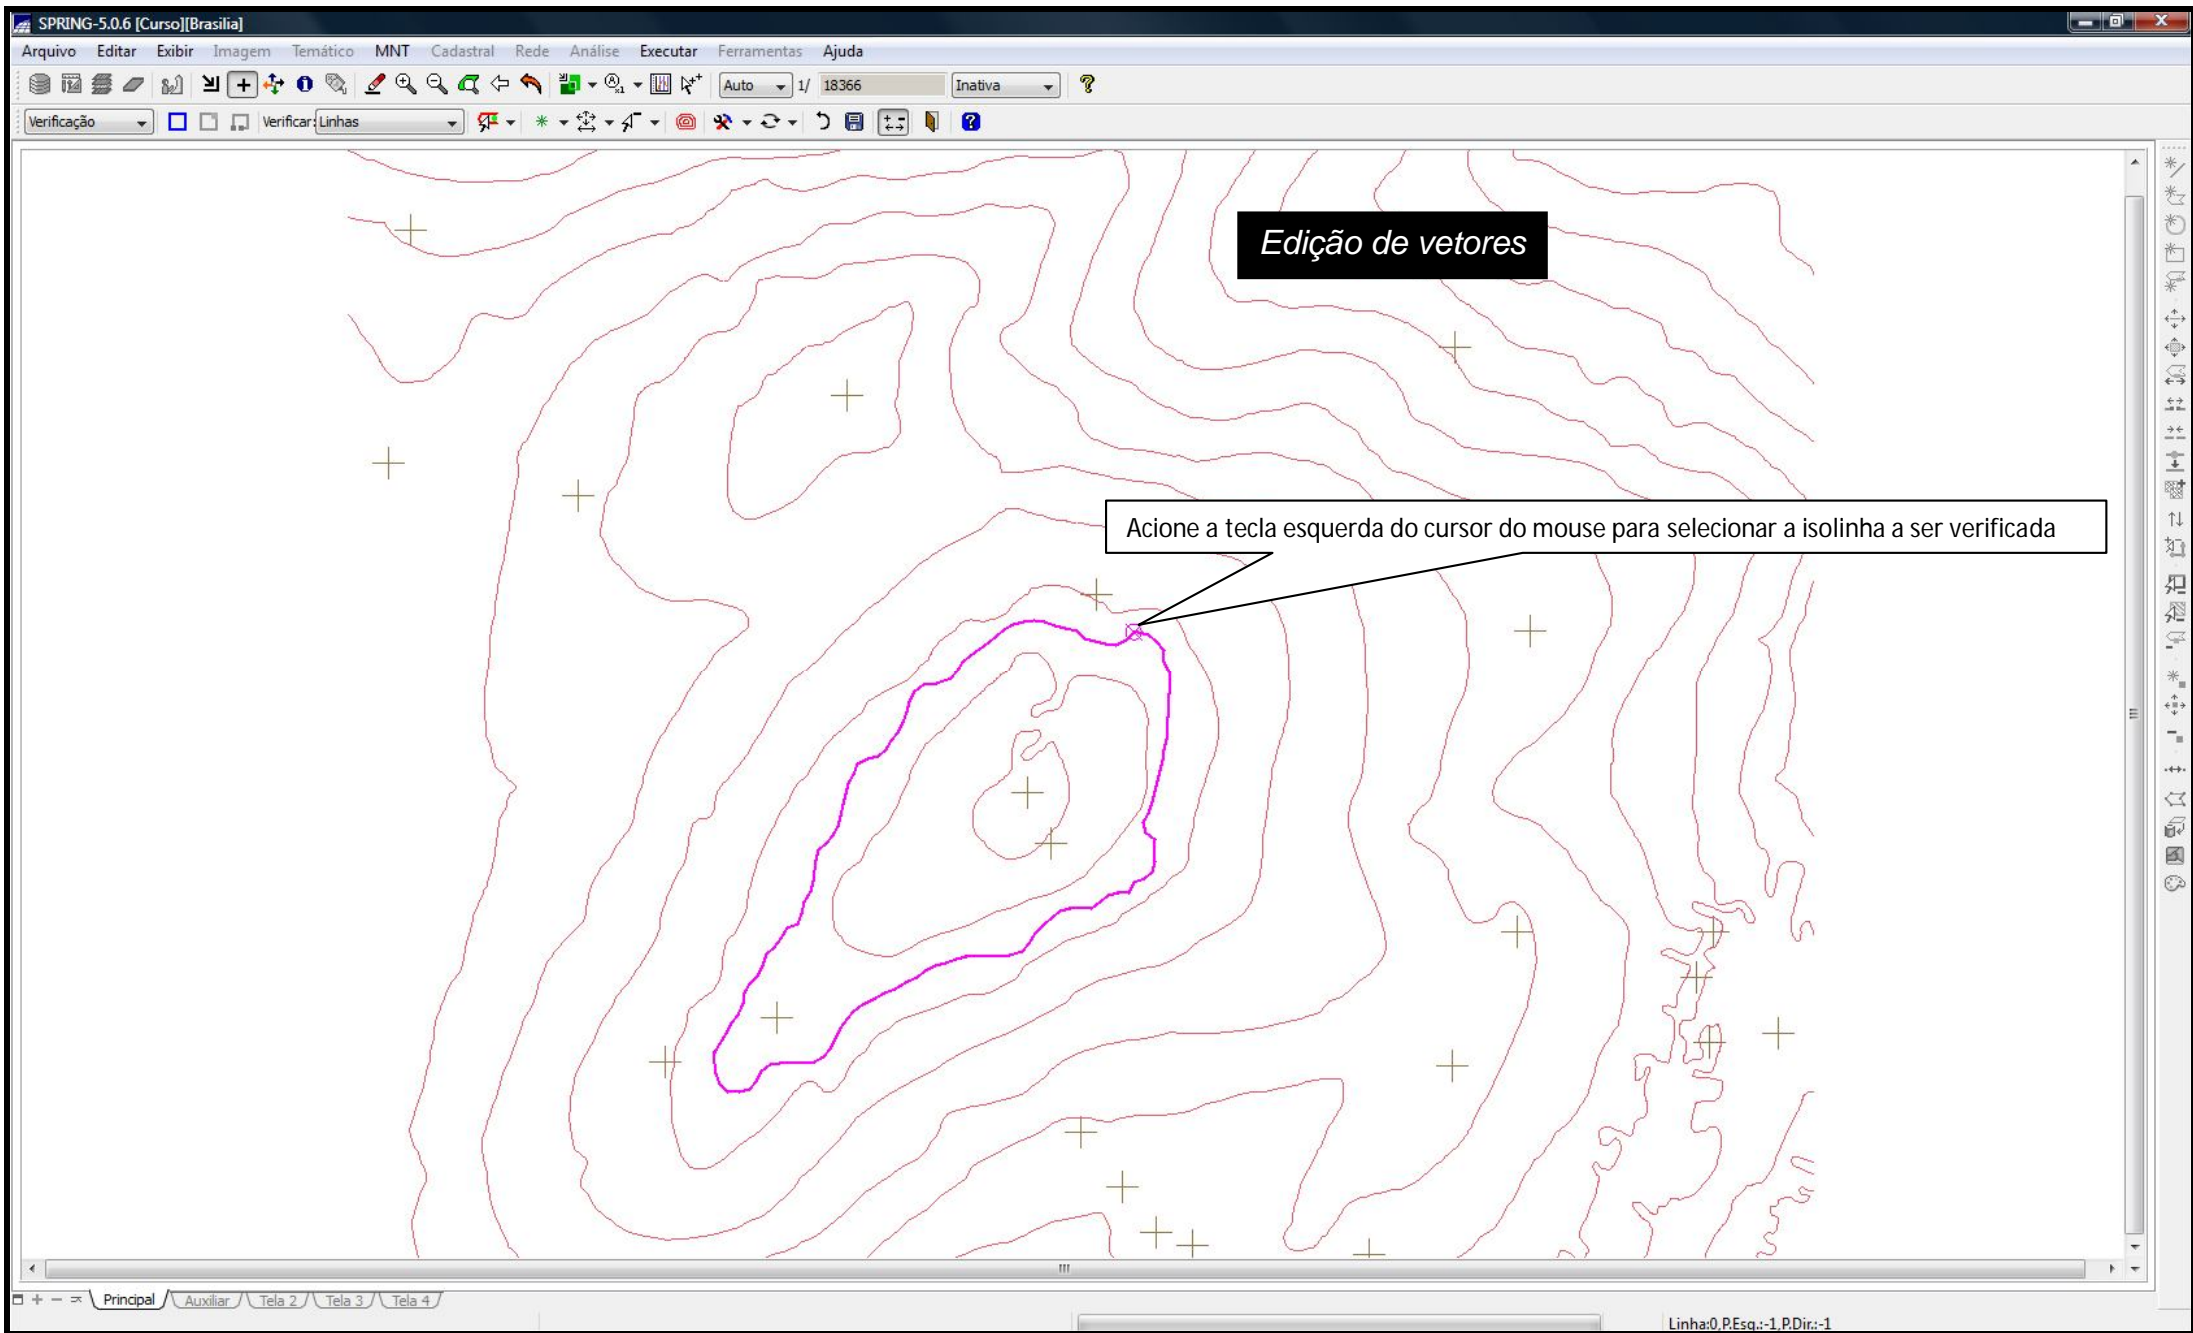 SPRING-5.0.6 [Curso][Brasilia]
Arquivo Editar Exibir Imagem Temático MNT Cadastral Rede Análise Executar Ferramentas Ajuda
Auto 1/ 18366 Inativa
Verificação Verificar: Linhas
Edição de vetores
Acione a tecla esquerda do cursor do mouse para selecionar a isolinha a ser verificada
Principal Auxiliar Tela 2 Tela 3 Tela 4
Linha:0,P.Esq.:-1,P.Dir.:-1